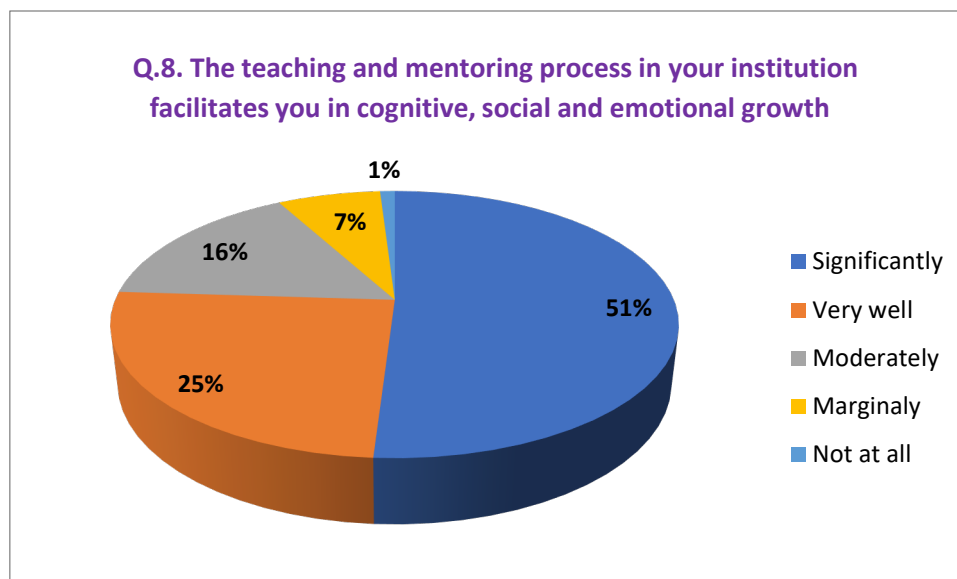 Q.8. The teaching and mentoring process in your institution
facilitates you in cognitive, social and emotional growth
1%
7%
16%
51%
25%
Significantly
Very well
Moderately
Marginaly
Not at all